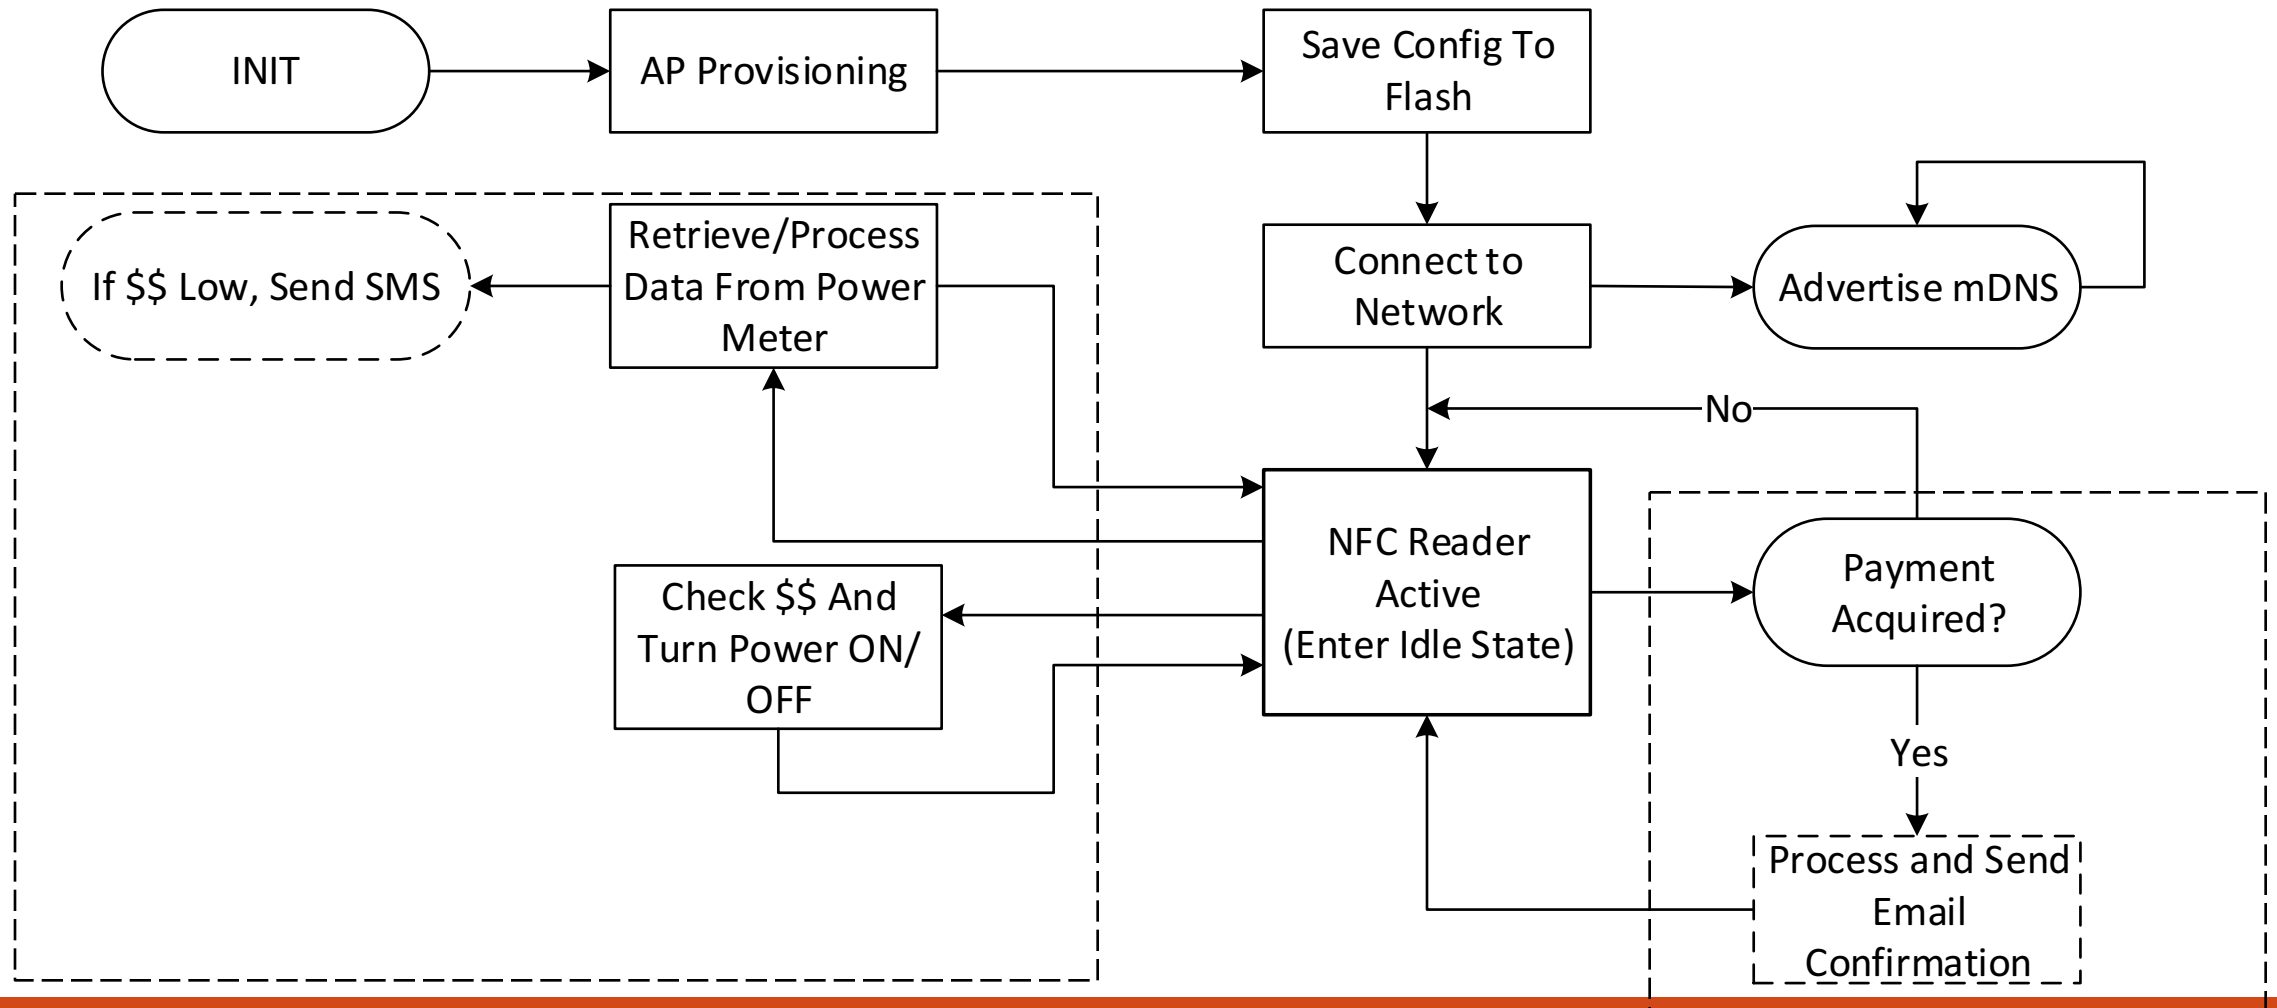 INIT
AP Provisioning
Save Config To
Flash
If $$ Low, Send SMS
Retrieve/Process
Data From Power
Meter
Connect to
Network
Advertise mDNS
No
Check $$ And
Turn Power ON/
OFF
NFC Reader
Active
(Enter Idle State)
Payment
Acquired?
Yes
Process and Send
Email
Confirmation